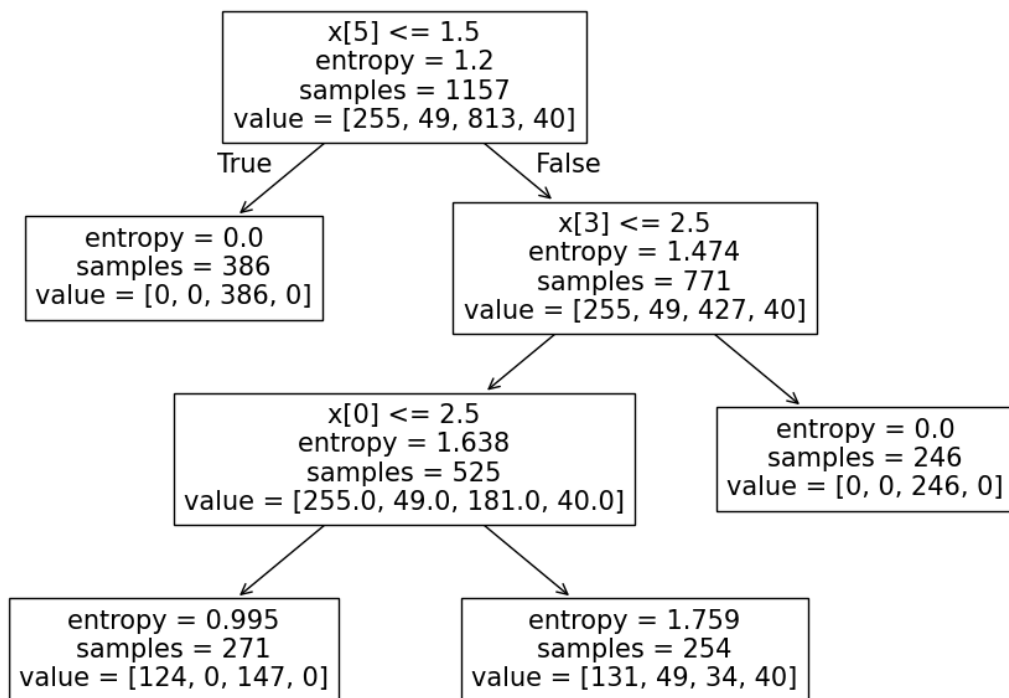 x[5] <= 1.5
entropy = 1.2
samples = 1157
value = [255, 49, 813, 40]
True
False
entropy = 0.0
samples = 386
value = [0, 0, 386, 0]
x[3] <= 2.5
entropy = 1.474
samples = 771
value = [255, 49, 427, 40]
x[0] <= 2.5
entropy = 1.638
samples = 525
value = [255.0, 49.0, 181.0, 40.0]
entropy = 0.0
samples = 246
value = [0, 0, 246, 0]
entropy = 0.995
samples = 271
value = [124, 0, 147, 0]
entropy = 1.759
samples = 254
value = [131, 49, 34, 40]